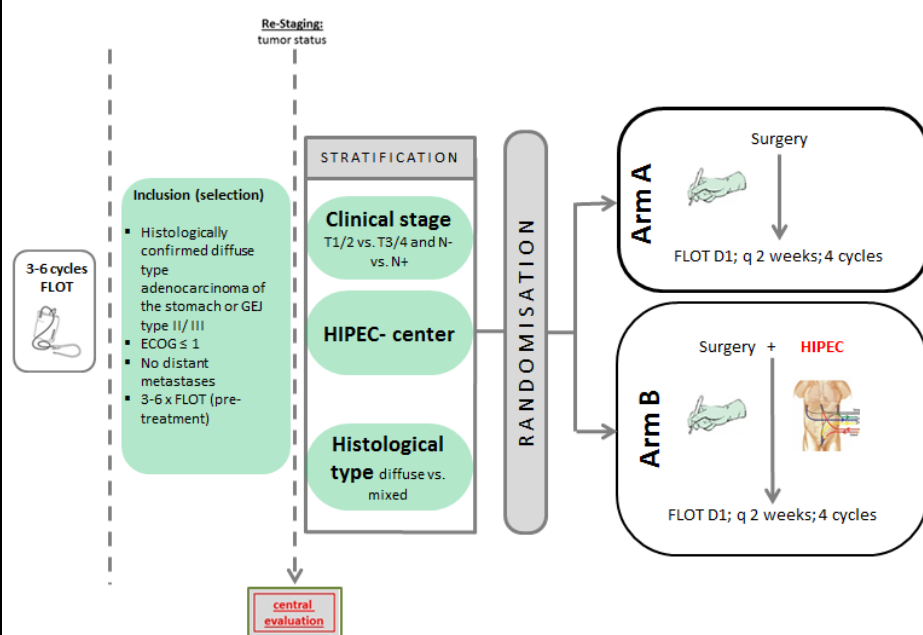 Re-Staging:
tumor status
3-6 cycles
FLOT
Inclusion (selection)
▪ Histologically
confirmed diffuse
type
adenocarcinoma of
the stomach or GEJ
type II/ III
▪ ECOG ≤ 1
▪ No distant
metastases
▪ 3-6 x FLOT (pre-
treatment)
STRATIFICATION
Clinical stage
T1/2 vs. T3/4 and N-
vs. N+
HIPEC- center
Histological
type diffuse vs.
mixed
RANDOMISATION
Arm A
Surgery
FLOT D1; q 2 weeks; 4 cycles
Arm B
Surgery + HIPEC
FLOT D1; q 2 weeks; 4 cycles
central
evaluation